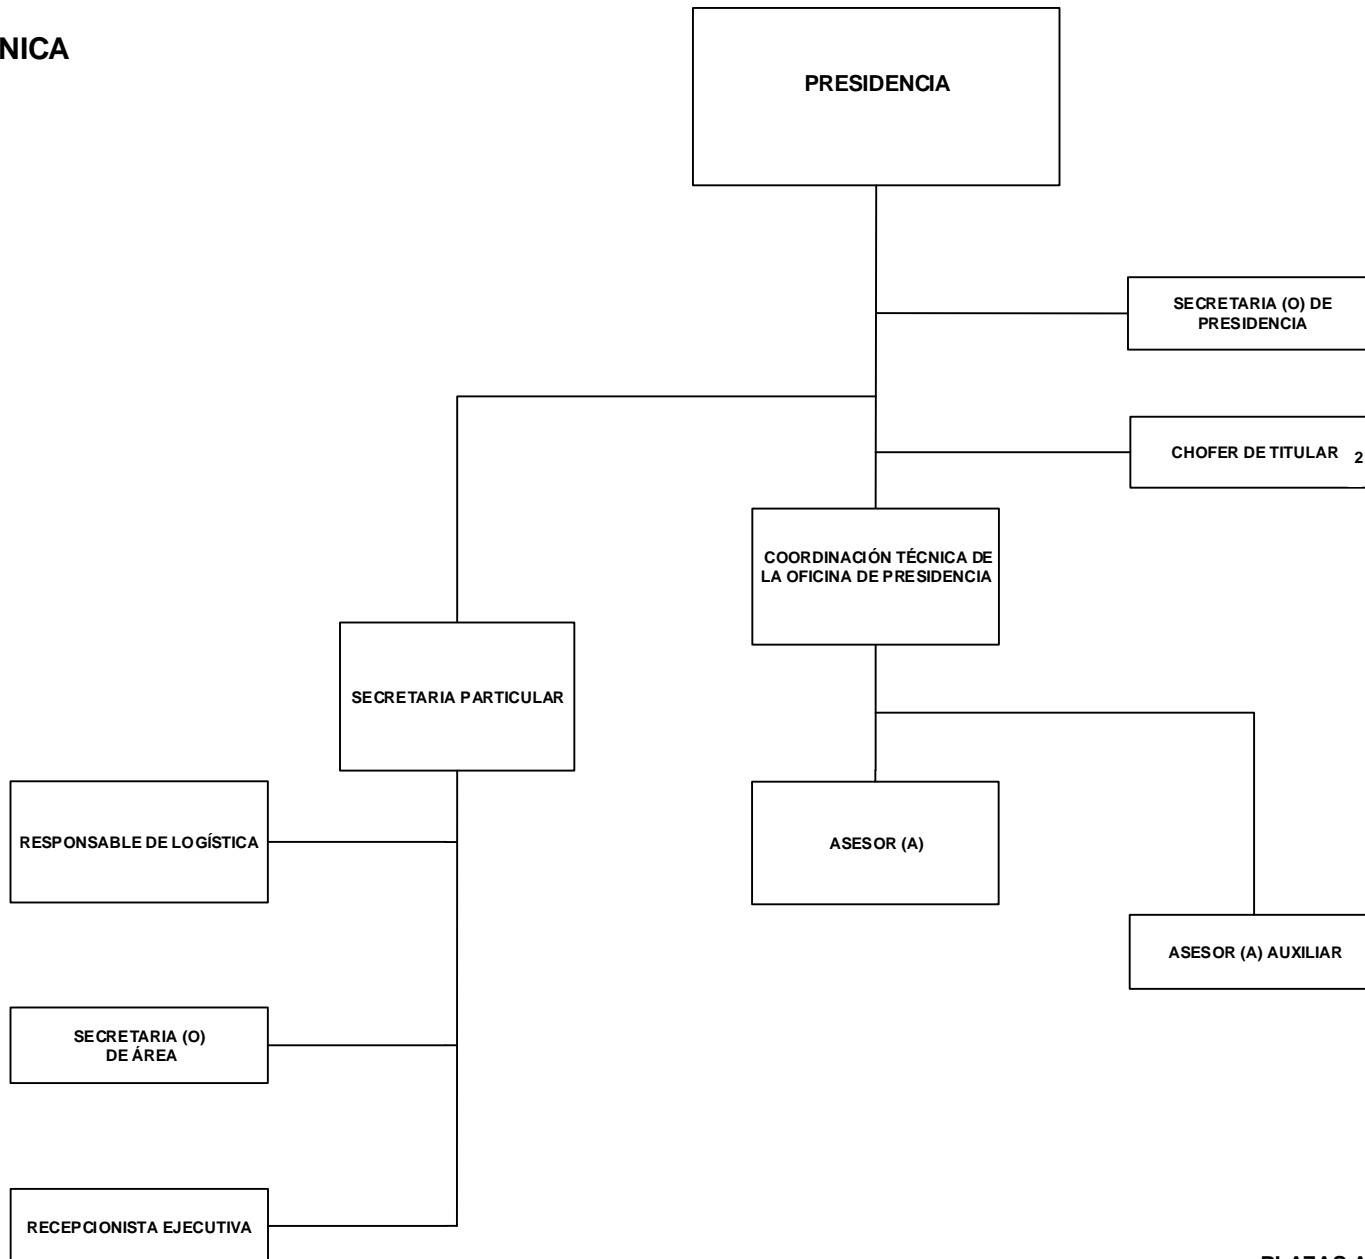 NICA
PRESIDENCIA
SECRETARIA (O) DE
PRESIDENCIA
CHOFER DE TITULAR 2
COORDINACIÓN TÉCNICA DE
LA OFICINA DE PRESIDENCIA
SECRETARIA PARTICULAR
RESPONSABLE DE LOGÍSTICA
ASESOR (A)
ASESOR (A) AUXILIAR
SECRETARIA (O)
DE ÁREA
RECEPCIONISTA EJECUTIVA